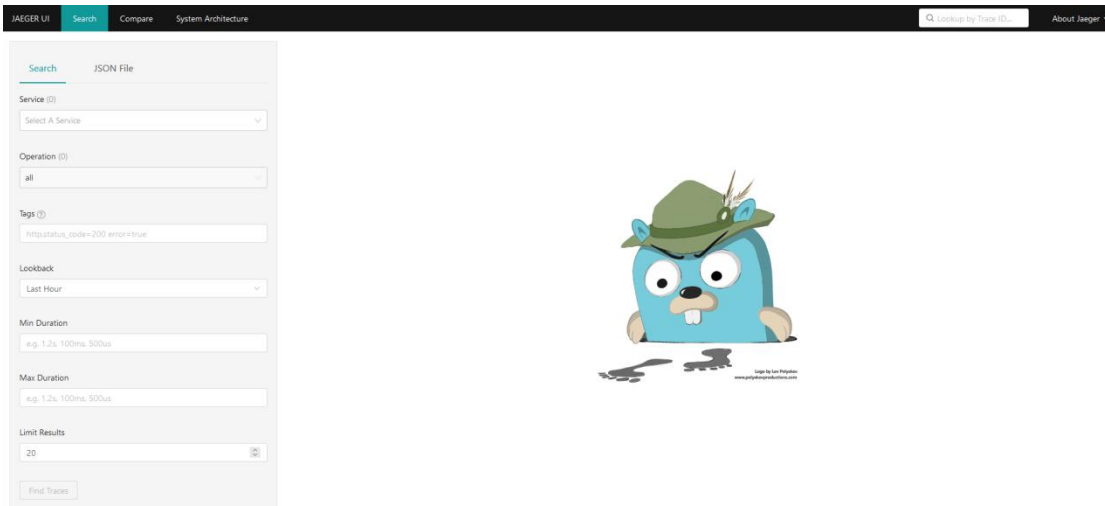 JAEGER UI Search Compare System Architecture Lookup by Trace ID... About Jaeger
Search JSON File
Service (0)
Select A Service
Operation (0)
all
Tags
http.status_code=200 error=true
Lookback
Last Hour
Min Duration
e.g. 1.2s, 100ms, 500us
Max Duration
e.g. 1.2s, 100ms, 500us
Limit Results
20
Find Traces
Logo by Lev Polyakov
www.polyakovproductions.com